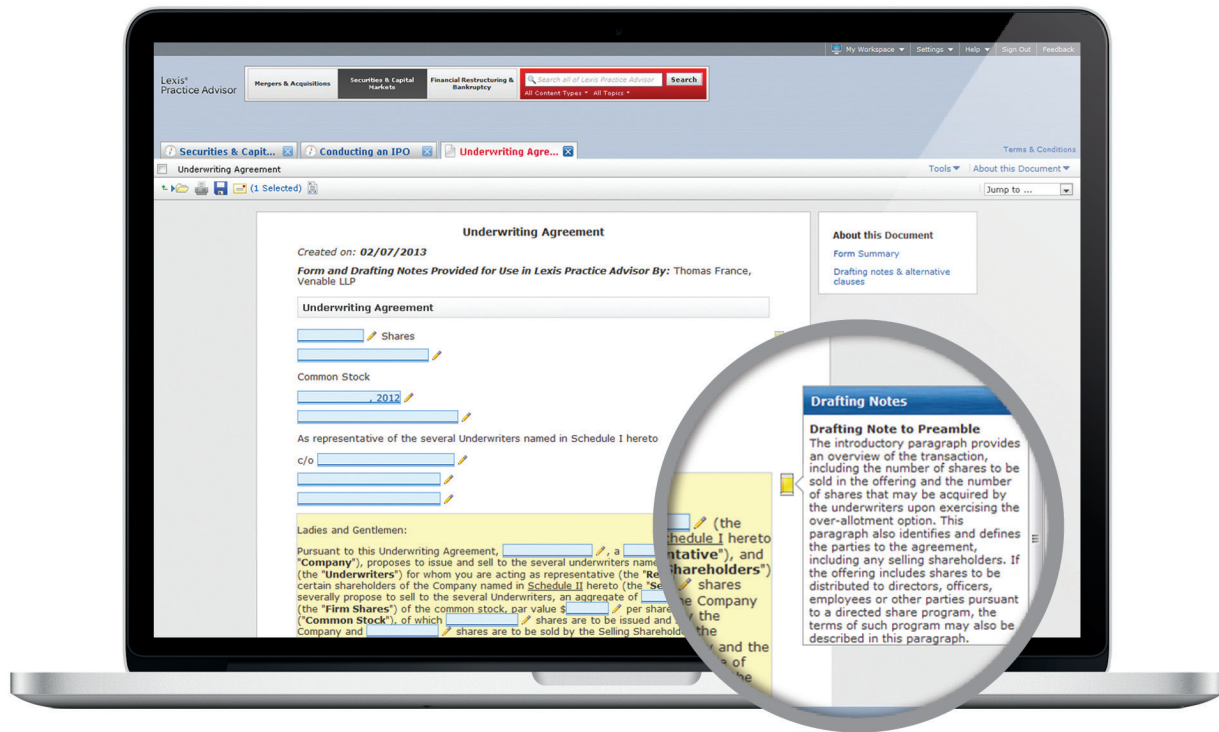 My Workspace Settings Help Sign Out Feedback
Lexis®
Practice Advisor
Mergers & Acquisitions
Securities & Capital
Markets
Financial Restructuring &
Bankruptcy
Search all of Lexis Practice Advisor
Search
All Content Types All Topics
Securities & Capit...
Conducting an IPO
Underwriting Agre...
Terms & Conditions
Underwriting Agreement
Tools About this Document
(1 Selected)
Jump to ...
Underwriting Agreement
Created on: 02/07/2013
Form and Drafting Notes Provided for Use in Lexis Practice Advisor By: Thomas France,
Venable LLP
Underwriting Agreement
Shares
Common Stock
, 2012
As representative of the several Underwriters named in Schedule I hereto
c/o
Ladies and Gentlemen:
Pursuant to this Underwriting Agreement, , a
"Company"), proposes to issue and sell to the several underwriters
(the "Underwriters") for whom you are acting as representative (the
certain shareholders of the Company named in Schedule II hereto (the
severally propose to sell to the several Underwriters, an aggregate of
(the "Firm Shares") of the common stock, par value $ per
("Common Stock"), of which shares are to be issued and
Company and shares are to be sold by the Selling
About this Document
Form Summary
Drafting notes & alternative
clauses
(the
I hereto
), and
)
shares
Company
the
and the
of
Drafting Notes
Drafting Note to Preamble
The introductory paragraph provides
an overview of the transaction,
including the number of shares to be
sold in the offering and the number
of shares that may be acquired by
the underwriters upon exercising the
over-allotment option. This
paragraph also identifies and defines
the parties to the agreement,
including any selling shareholders. If
the offering includes shares to be
distributed to directors, officers,
employees or other parties pursuant
to a directed share program, the
terms of such program may also be
described in this paragraph.